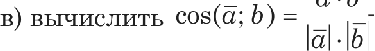 в) вычислить cos(a̅; b) = a · b / |a̅|·|b̅|